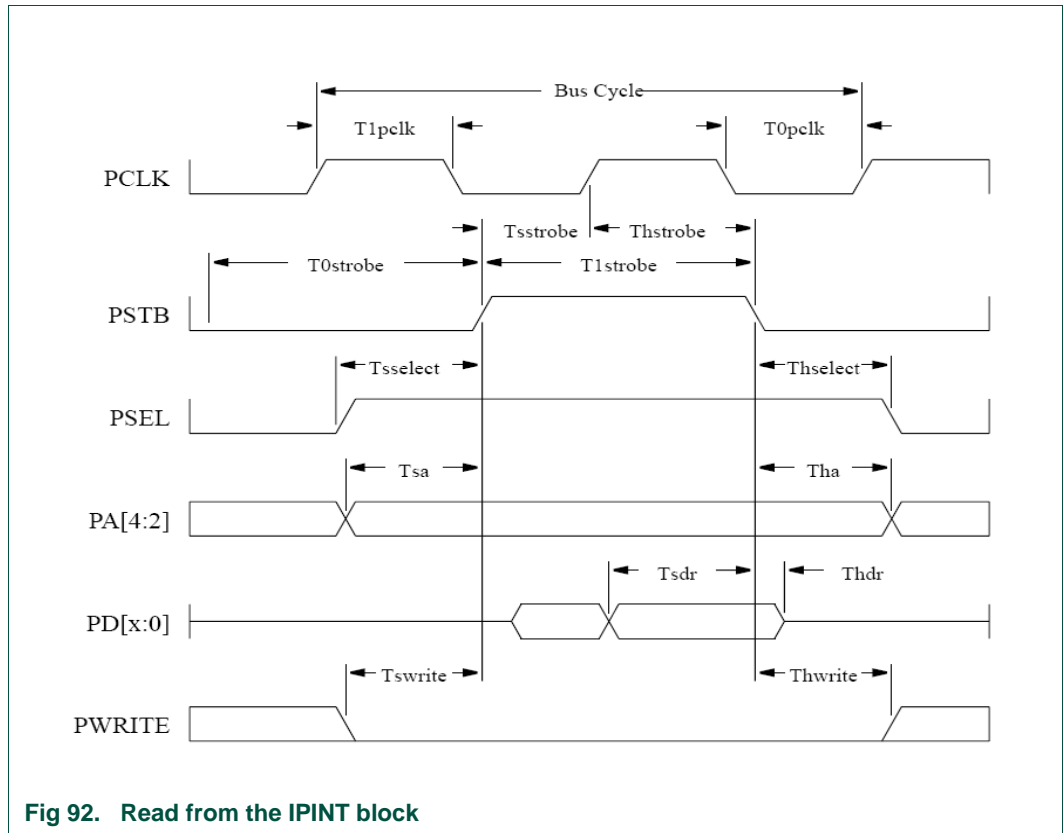 Bus Cycle
T1pclk T0pclk
PCLK
Tsstrobe Thstrobe
T0strobe T1strobe
PSTB
Tsselect Thselect
PSEL
Tsa Tha
PA[4:2]
Tsdr Thdr
PD[x:0]
Tswrite Thwrite
PWRITE
Fig 92. Read from the IPINT block